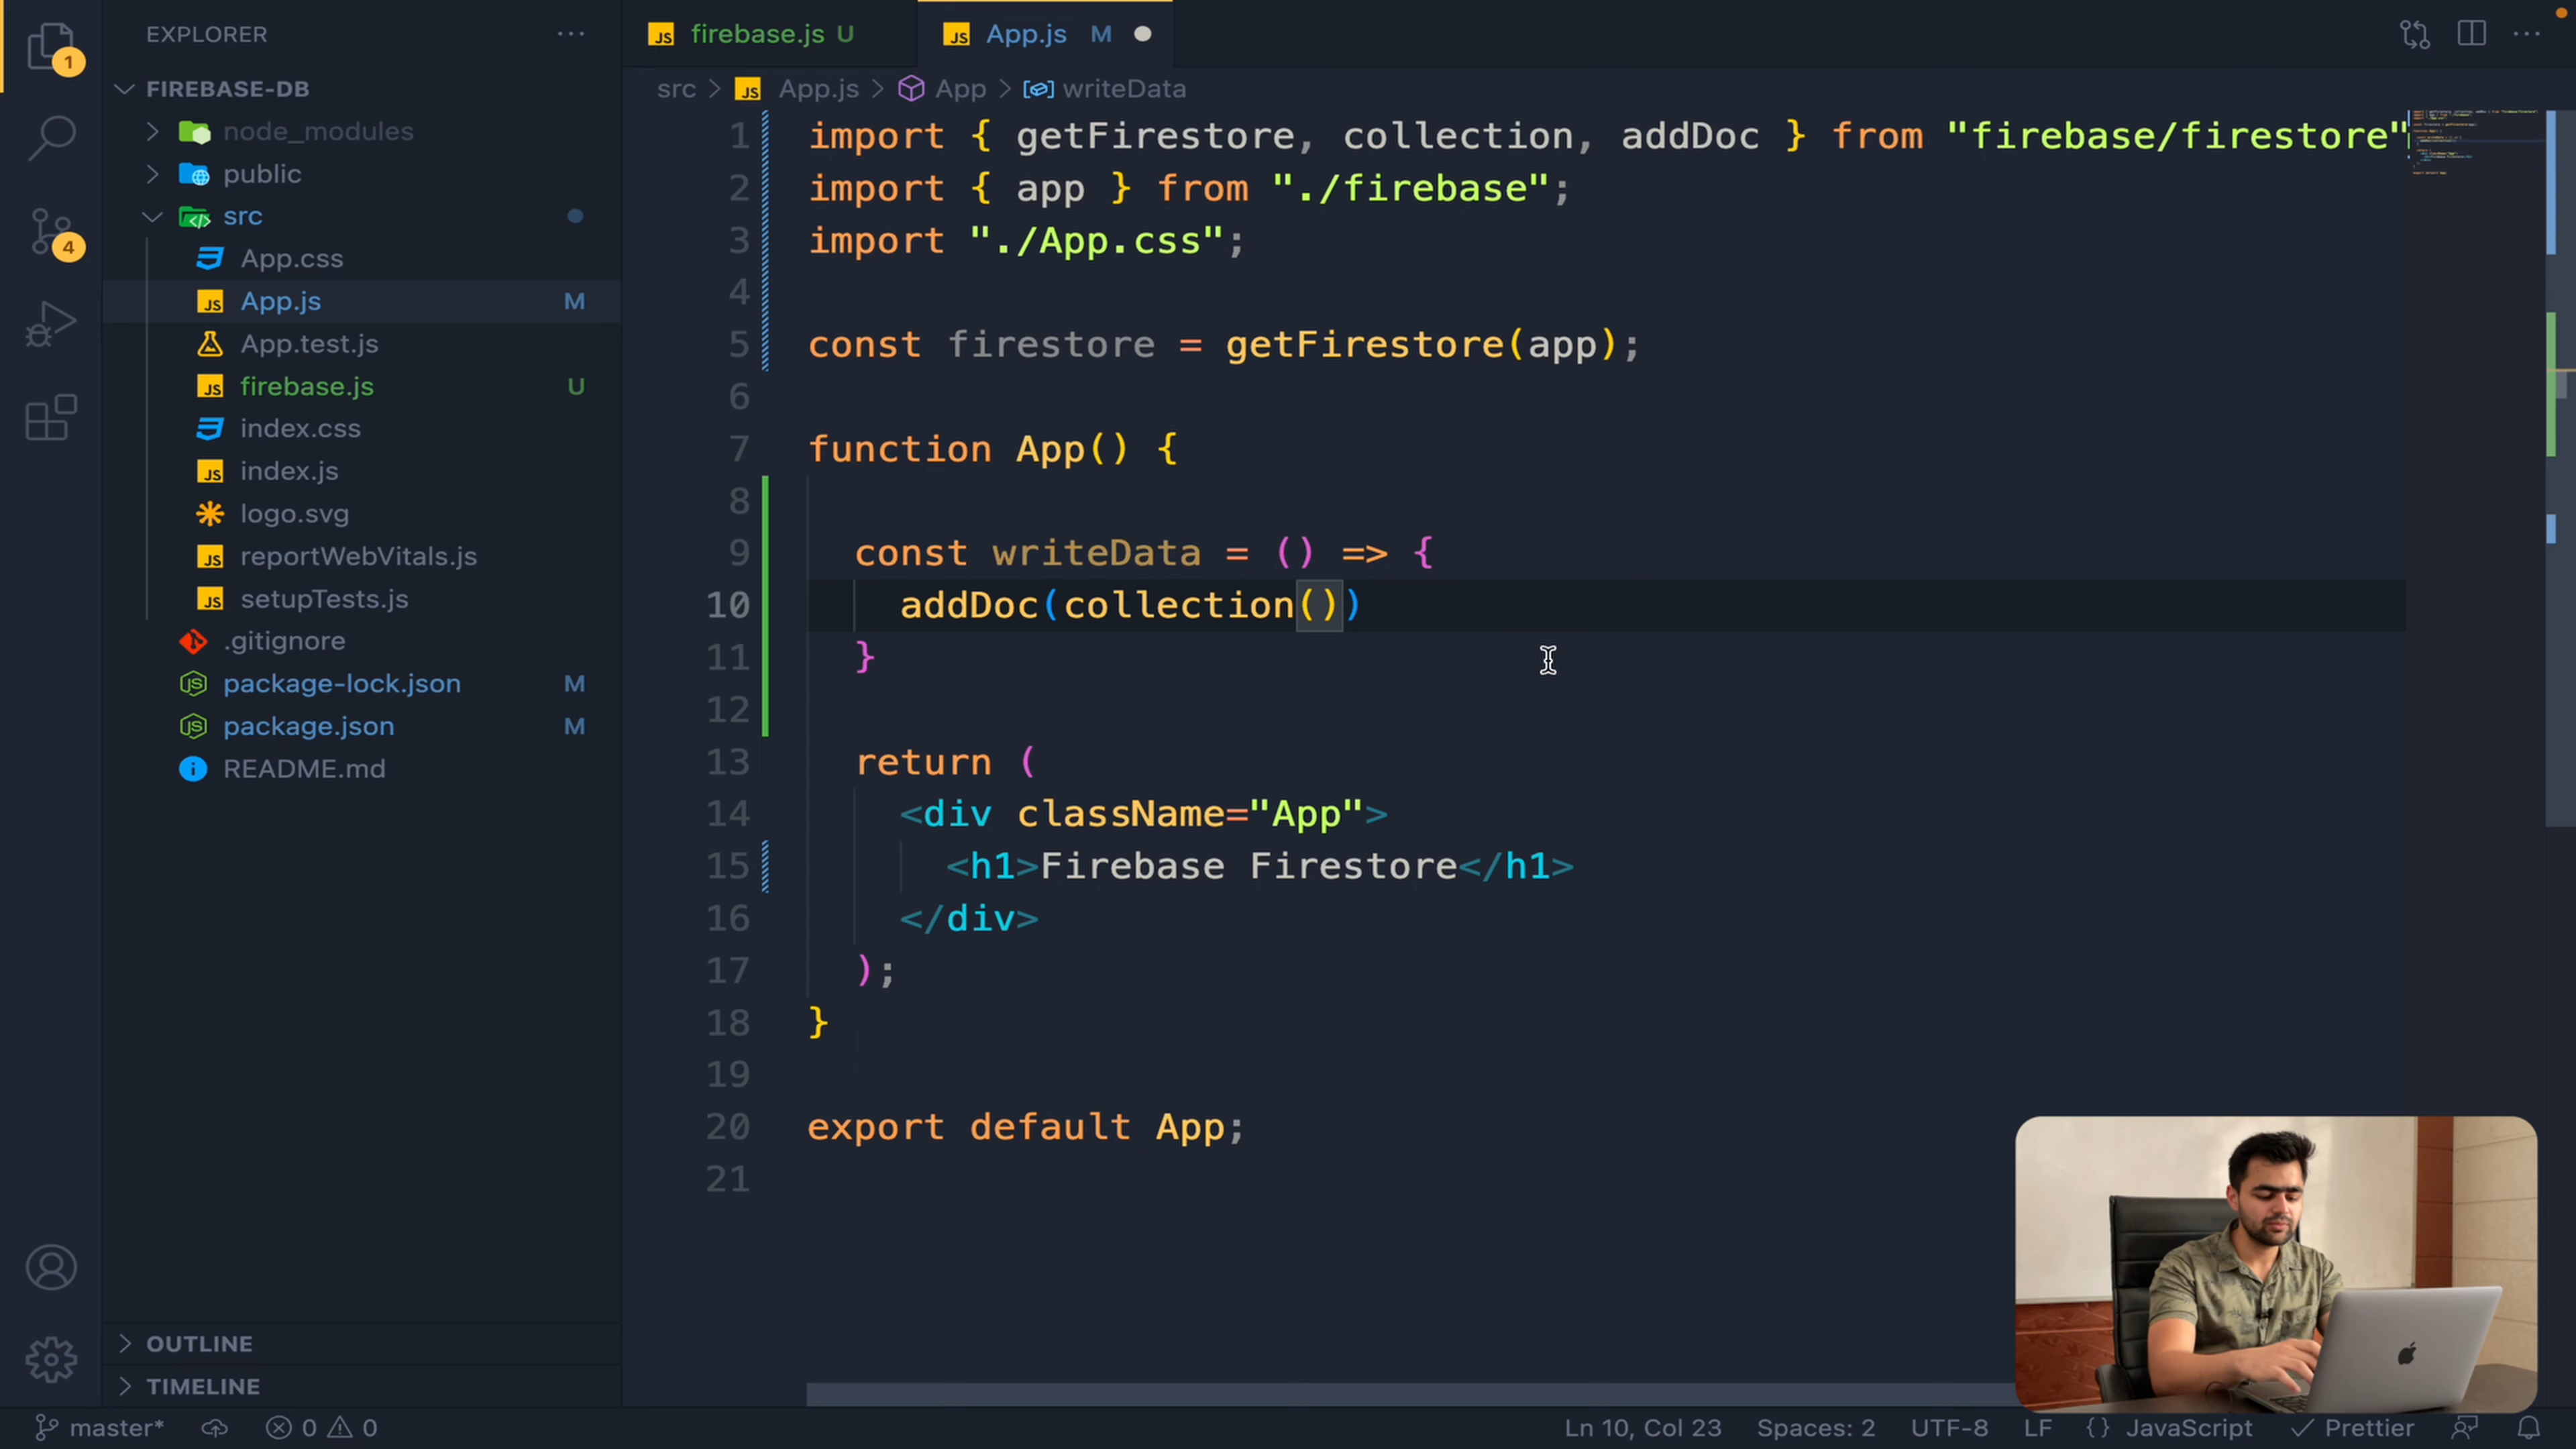 EXPLORER
FIREBASE-DB
node_modules
public
src
App.css
App.js M
App.test.js
firebase.js U
index.css
index.js
logo.svg
reportWebVitals.js
setupTests.js
.gitignore
package-lock.json M
package.json M
README.md
OUTLINE
TIMELINE
1
4
JS firebase.js U
JS App.js M
src > JS App.js > App > writeData
1 import { getFirestore, collection, addDoc } from "firebase/firestore"
2 import { app } from "./firebase";
3 import "./App.css";
4
5 const firestore = getFirestore(app);
6
7 function App() {
8
9 const writeData = () => {
10 addDoc(collection())
11 }
12
13 return (
14 <div className="App">
15 <h1>Firebase Firestore</h1>
16 </div>
17 );
18 }
19
20 export default App;
21
master* 0 0 Ln 10, Col 23 Spaces: 2 UTF-8 LF {} JavaScript Prettier